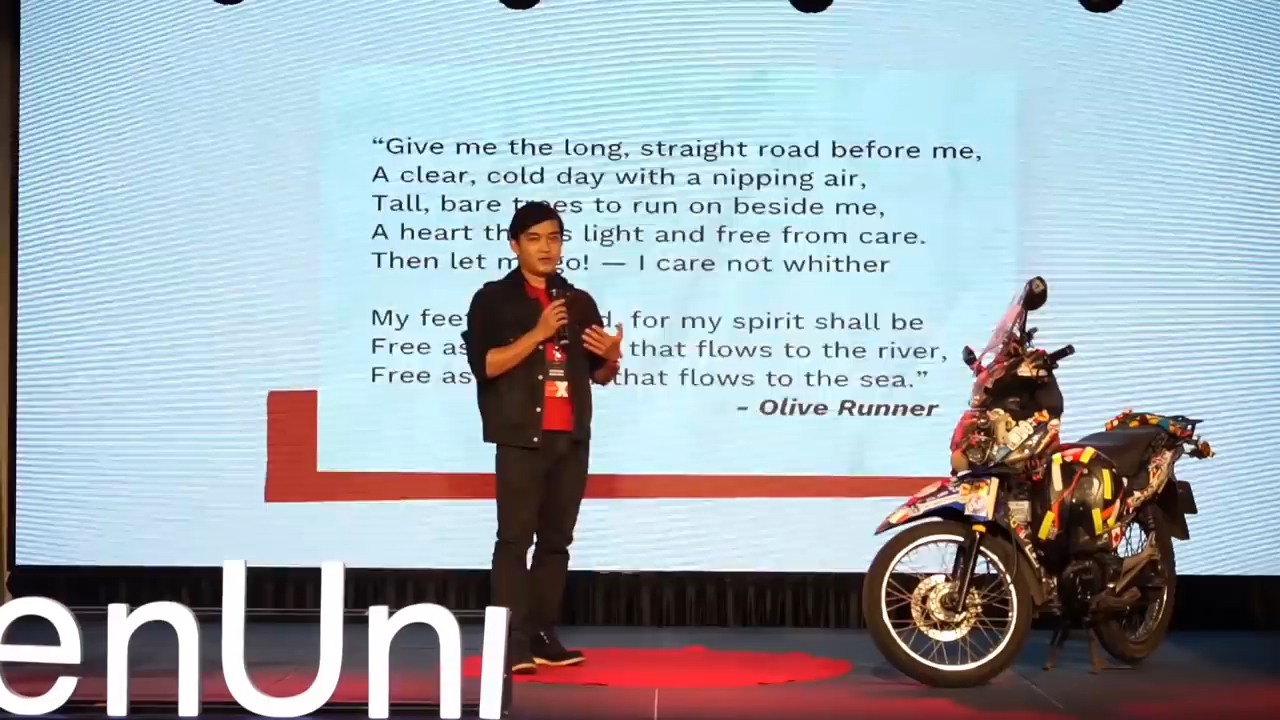 “Give me the long, straight road before me,
A clear, cold day with a nipping air,
Tall, bare trees to run on beside me,
A heart th s light and free from care.
Then let m go! — I care not whither
My fee d, for my spirit shall be
Free as that flows to the river,
Free as that flows to the sea.”
- Olive Runner
X
enUni